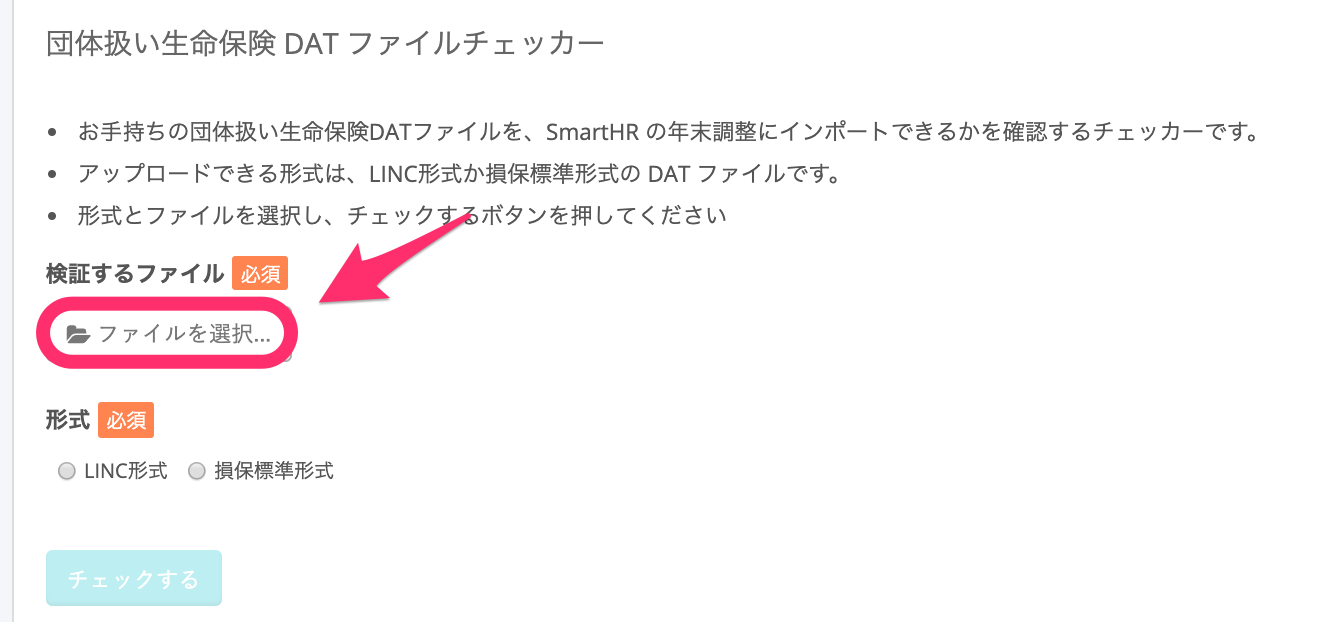 団体扱い生命保険 DAT ファイルチェッカー
• お手持ちの団体扱い生命保険DATファイルを、SmartHR の年末調整にインポートできるかを確認するチェッカーです。
• アップロードできる形式は、LINC形式か損保標準形式の DAT ファイルです。
• 形式とファイルを選択し、チェックするボタンを押してください
検証するファイル 必須
ファイルを選択...
形式 必須
LINC形式 損保標準形式
チェックする